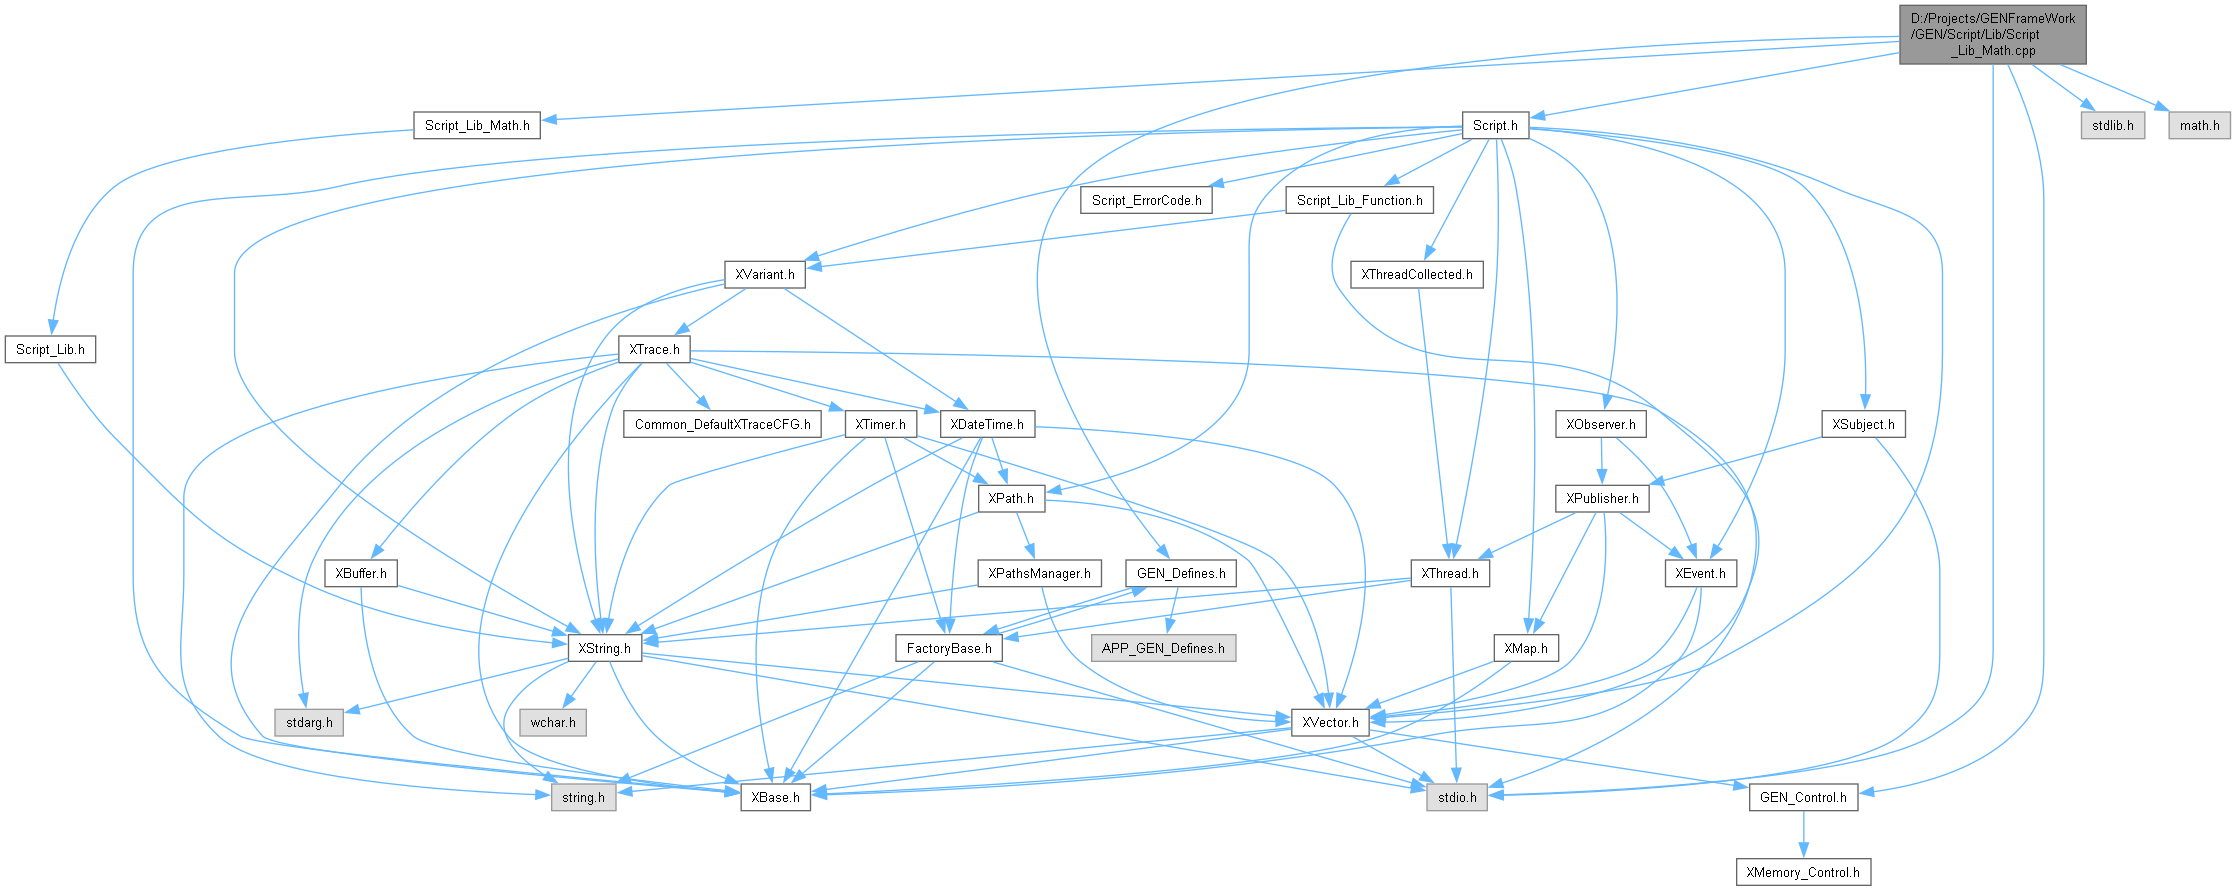 D:/Projects/GENFrameWork
/GEN/Script/Lib/Script
_Lib_Math.cpp
Script_Lib_Math.h
Script.h
stdlib.h
math.h
Script_ErrorCode.h
Script_Lib_Function.h
XVariant.h
XThreadCollected.h
Script_Lib.h
XTrace.h
Common_DefaultXTraceCFG.h
XTimer.h
XDateTime.h
XObserver.h
XSubject.h
XPath.h
XPublisher.h
XBuffer.h
XPathsManager.h
GEN_Defines.h
XThread.h
XEvent.h
XString.h
FactoryBase.h
APP_GEN_Defines.h
XMap.h
stdarg.h
wchar.h
XVector.h
string.h
XBase.h
stdio.h
GEN_Control.h
XMemory_Control.h